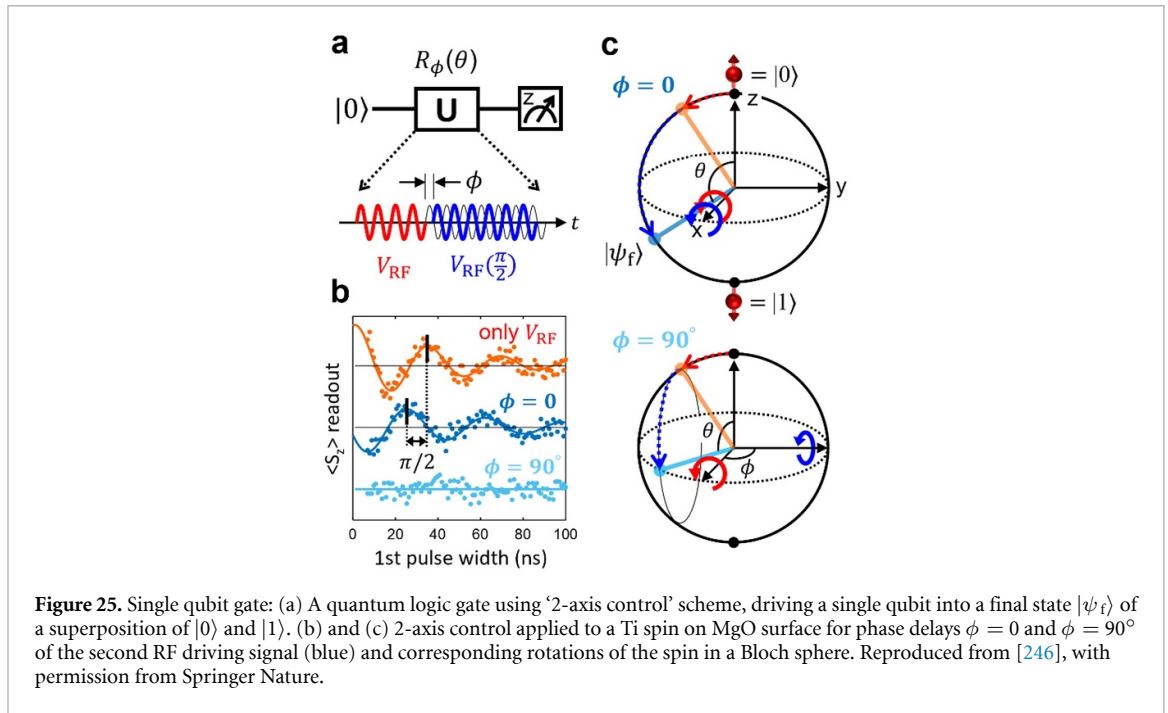 a
R_ϕ(θ)
|0⟩ U Z
ϕ
t
V_RF V_RF(π/2)
b
only V_RF
ϕ = 0
π/2
ϕ = 90°
<S_z> readout
0 20 40 60 80 100
1st pulse width (ns)
c
= |0⟩
ϕ = 0
z
θ
y
x
|ψ_f⟩
= |1⟩
ϕ = 90°
θ
ϕ
Figure 25. Single qubit gate: (a) A quantum logic gate using ‘2-axis control’ scheme, driving a single qubit into a final state |ψ_f⟩ of
a superposition of |0⟩ and |1⟩. (b) and (c) 2-axis control applied to a Ti spin on MgO surface for phase delays ϕ = 0 and ϕ = 90°
of the second RF driving signal (blue) and corresponding rotations of the spin in a Bloch sphere. Reproduced from [246], with
permission from Springer Nature.